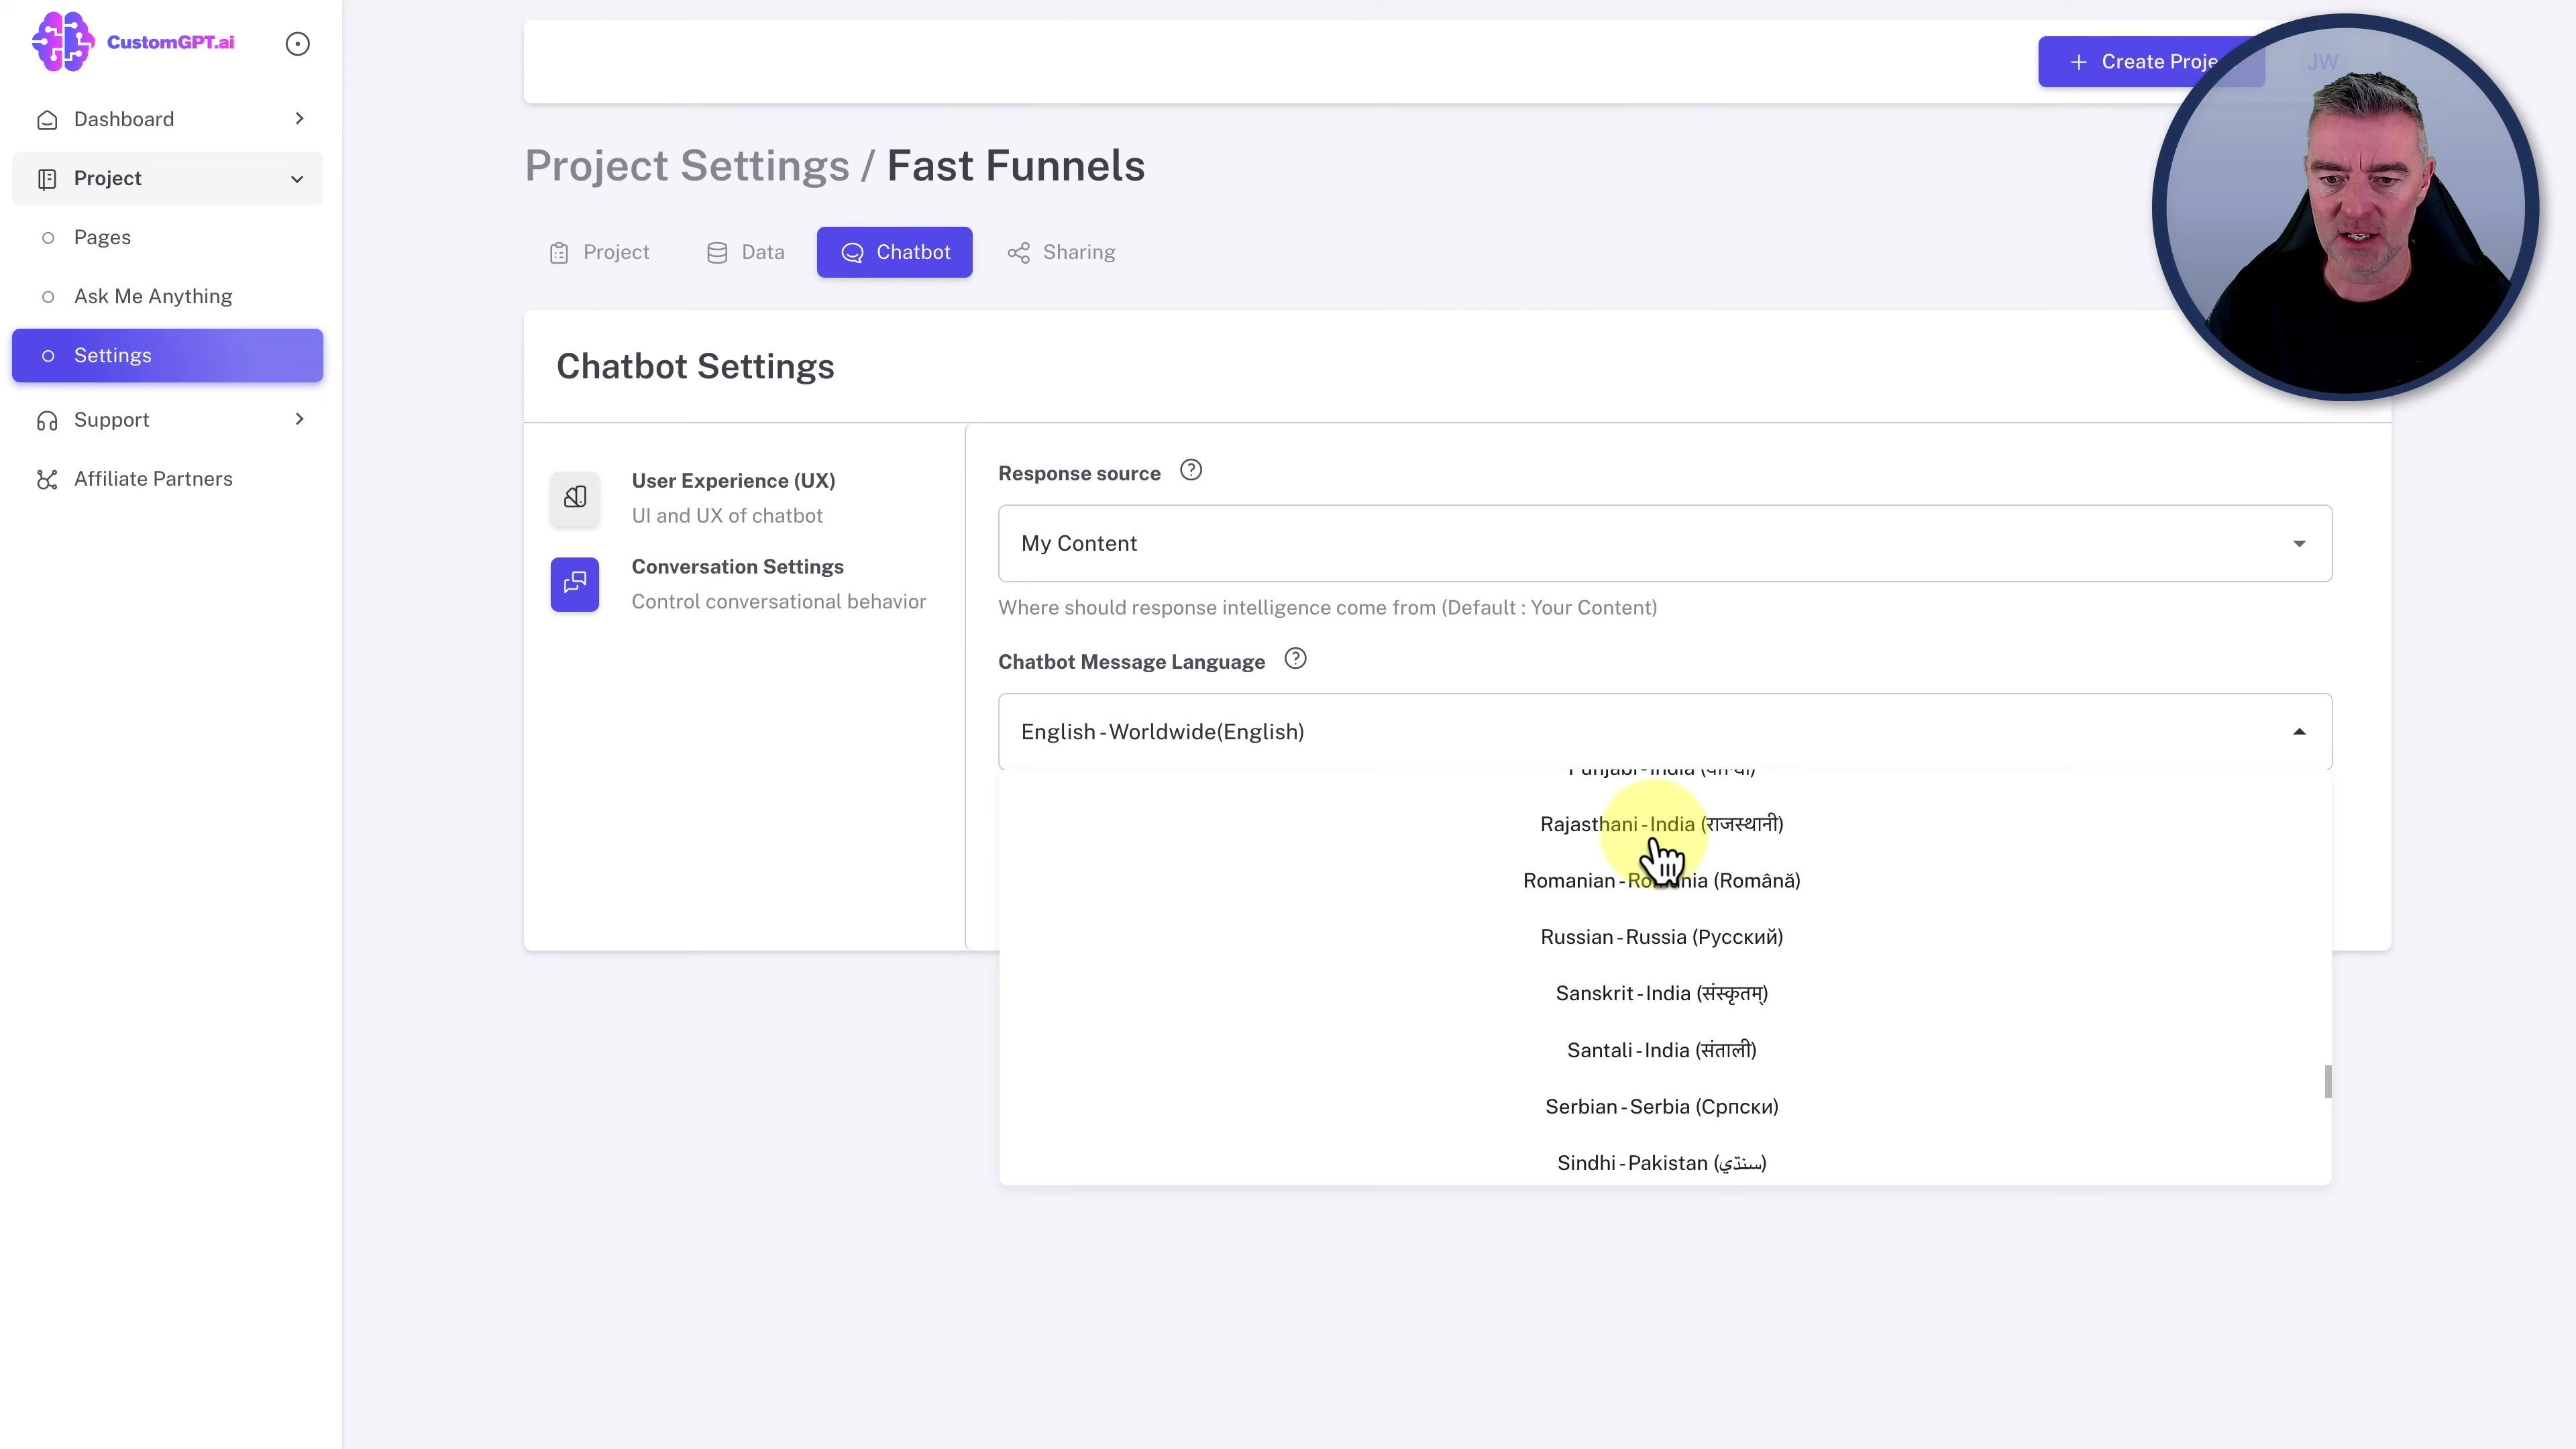 CustomGPT.ai
Dashboard
Project
Pages
Ask Me Anything
Settings
Support
Affiliate Partners
+ Create Proje
JW
Project Settings / Fast Funnels
Project
Data
Chatbot
Sharing
Chatbot Settings
User Experience (UX)
UI and UX of chatbot
Conversation Settings
Control conversational behavior
Response source
My Content
Where should response intelligence come from (Default : Your Content)
Chatbot Message Language
English - Worldwide(English)
Punjabi - India
Rajasthani - India (राजस्थानी)
Romanian - Romania (Română)
Russian - Russia (Русский)
Sanskrit - India (संस्कृतम्)
Santali - India (संताली)
Serbian - Serbia (Српски)
Sindhi - Pakistan (سنڌي)